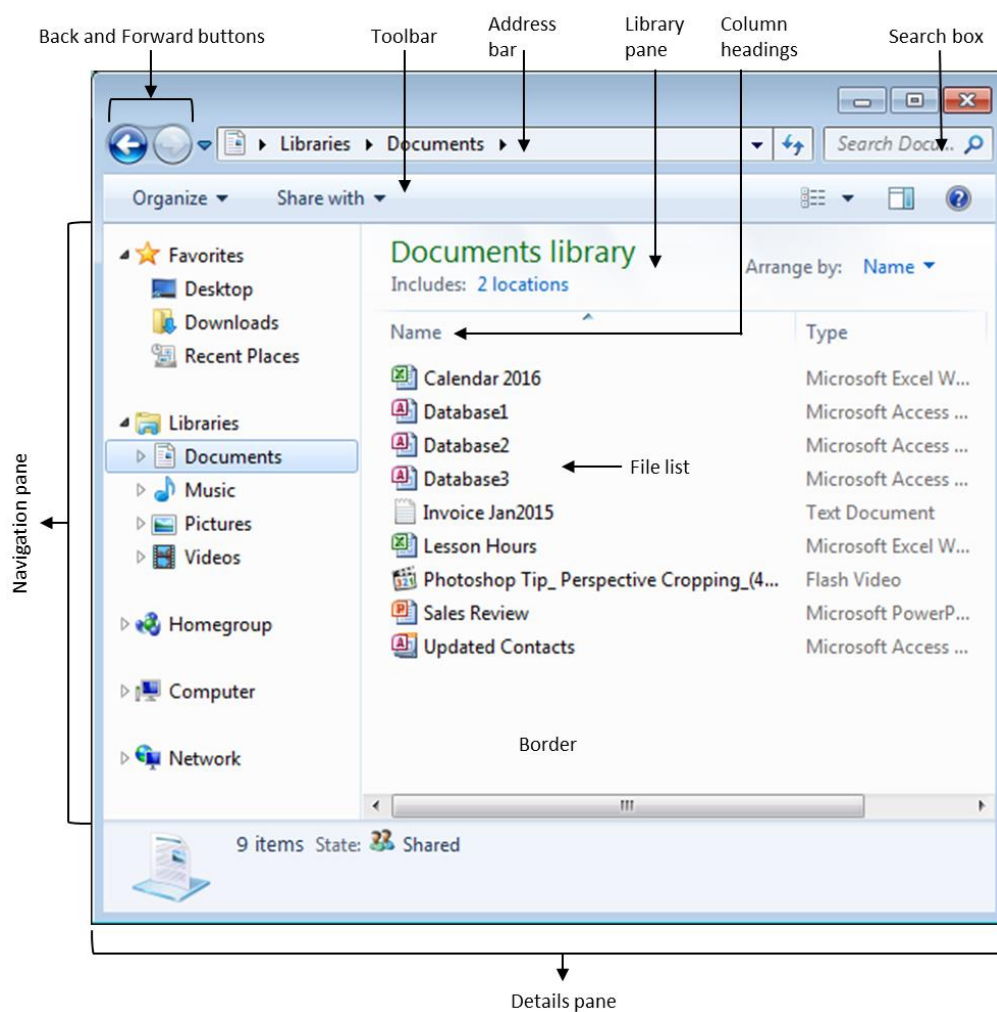 Back and Forward buttons
Toolbar
Address
bar
Library
pane
Column
headings
Search box
Libraries
Documents
Search Docu...
Organize
Share with
Navigation pane
Favorites
Desktop
Downloads
Recent Places
Libraries
Documents
Music
Pictures
Videos
Homegroup
Computer
Network
Documents library
Includes: 2 locations
Arrange by: Name
Name Type
Calendar 2016 Microsoft Excel W...
Database1 Microsoft Access ...
Database2 Microsoft Access ...
File list
Database3 Microsoft Access ...
Invoice Jan2015 Text Document
Lesson Hours Microsoft Excel W...
Photoshop Tip_ Perspective Cropping_(4... Flash Video
Sales Review Microsoft PowerP...
Updated Contacts Microsoft Access ...
Border
9 items State: Shared
Details pane